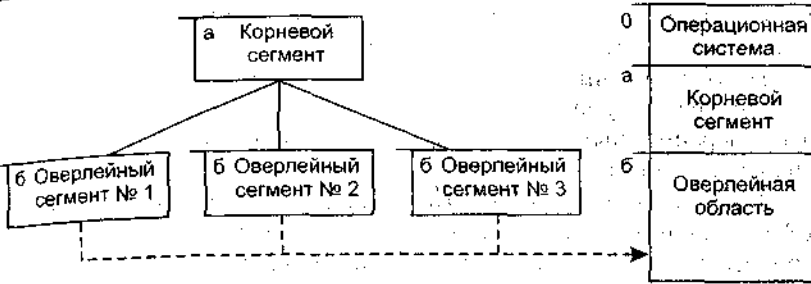 а Корневой
сегмент
б Оверлейный
сегмент № 1
б Оверлейный
сегмент № 2
б Оверлейный
сегмент № 3
0 Операционная
система
а
Корневой
сегмент
б
Оверлейная
область